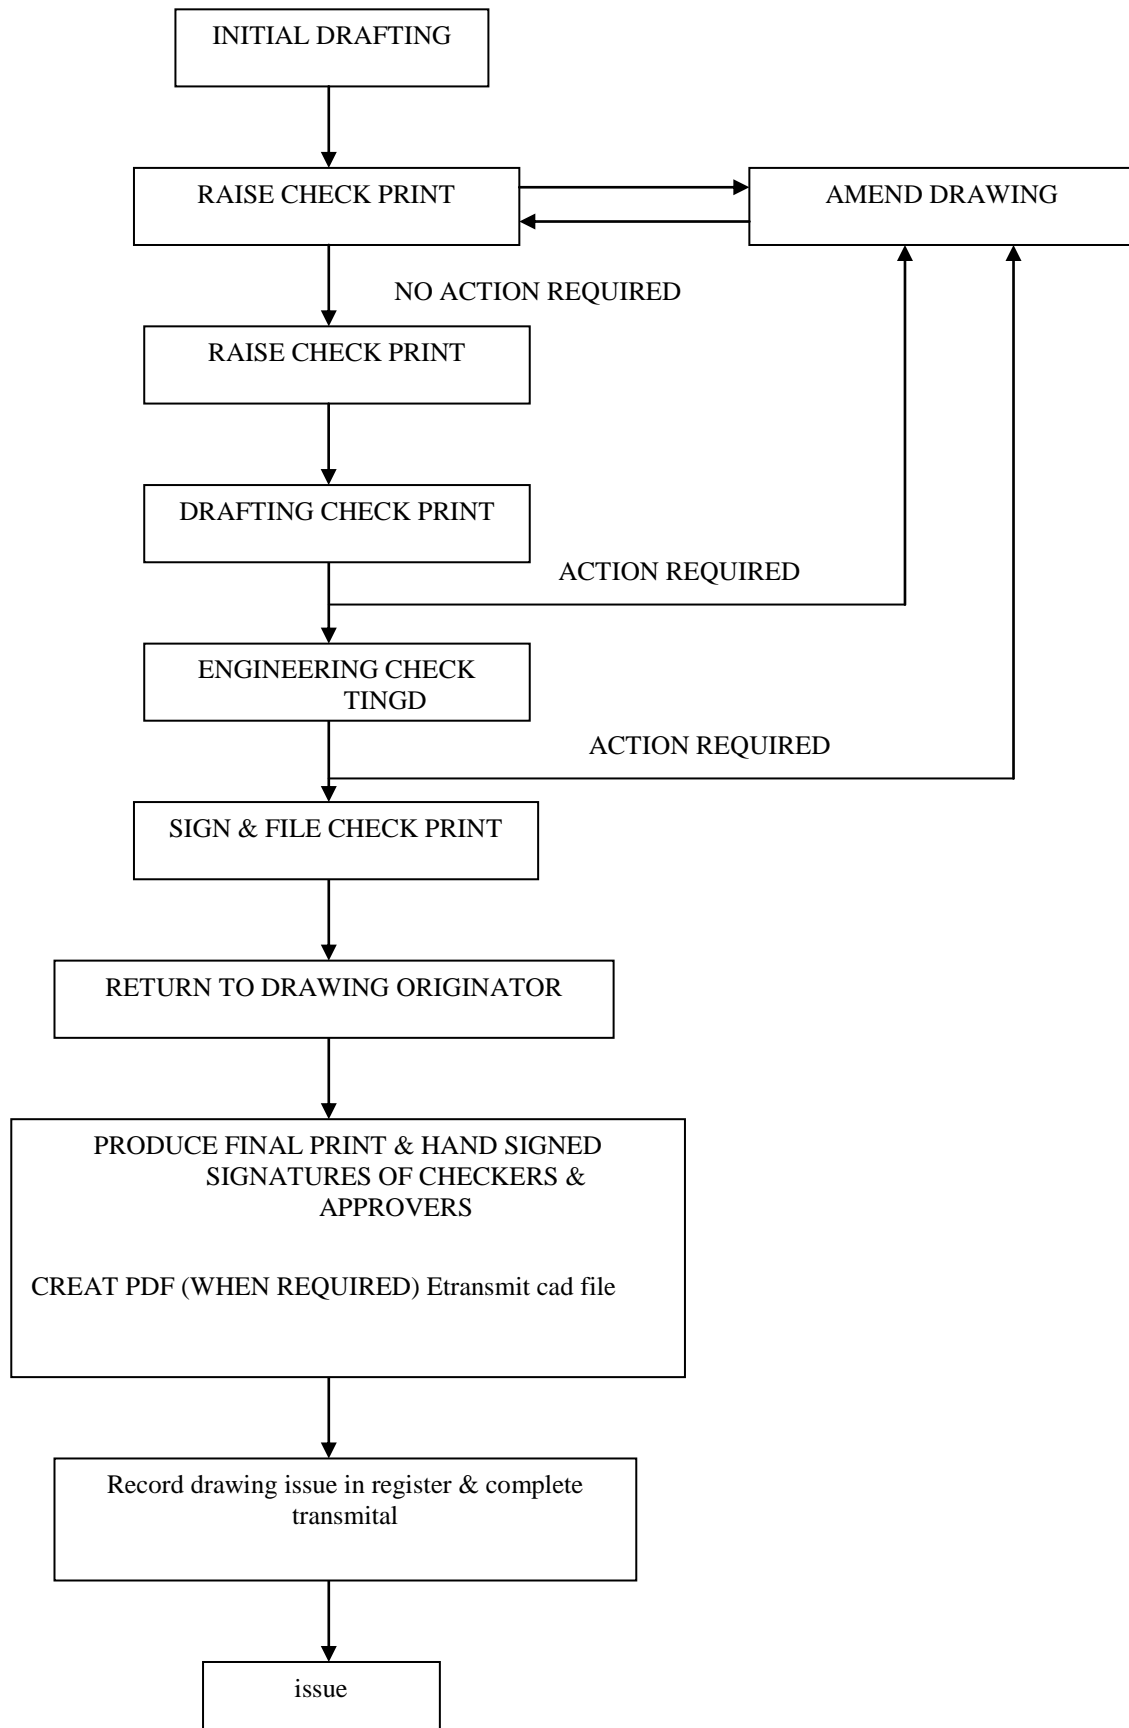 INITIAL DRAFTING
RAISE CHECK PRINT
AMEND DRAWING
NO ACTION REQUIRED
RAISE CHECK PRINT
DRAFTING CHECK PRINT
ACTION REQUIRED
ENGINEERING CHECK
TINGD
ACTION REQUIRED
SIGN & FILE CHECK PRINT
RETURN TO DRAWING ORIGINATOR
PRODUCE FINAL PRINT & HAND SIGNED
SIGNATURES OF CHECKERS &
APPROVERS
CREAT PDF (WHEN REQUIRED) Etransmit cad file
Record drawing issue in register & complete
transmital
issue